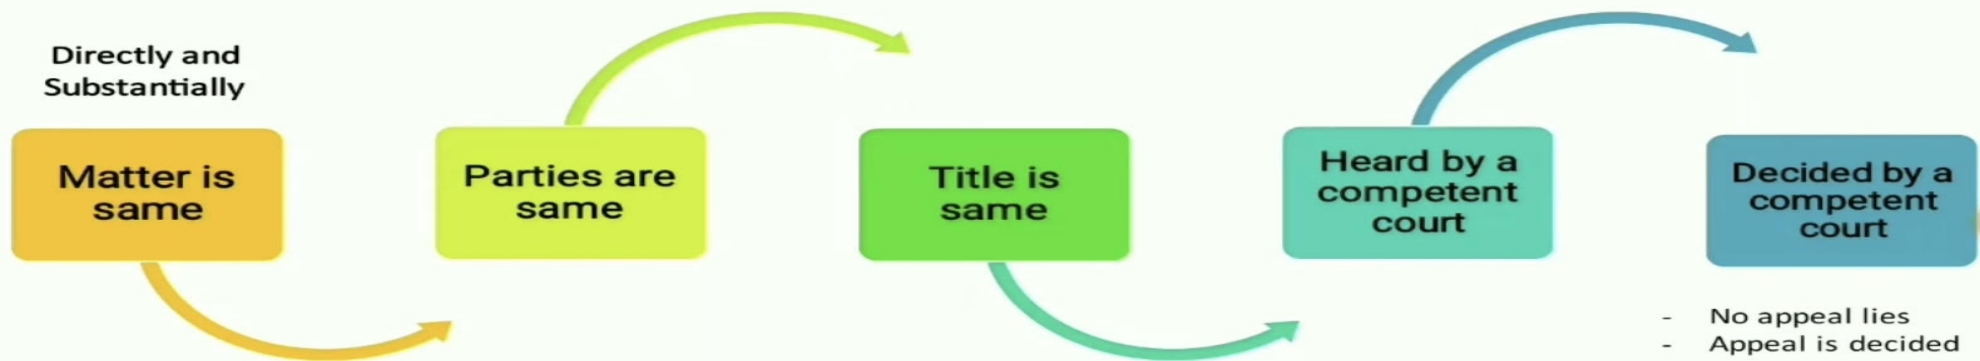 Directly and
Substantially
Matter is
same
Parties are
same
Title is
same
Heard by a
competent
court
Decided by a
competent
court
- No appeal lies
- Appeal is decided